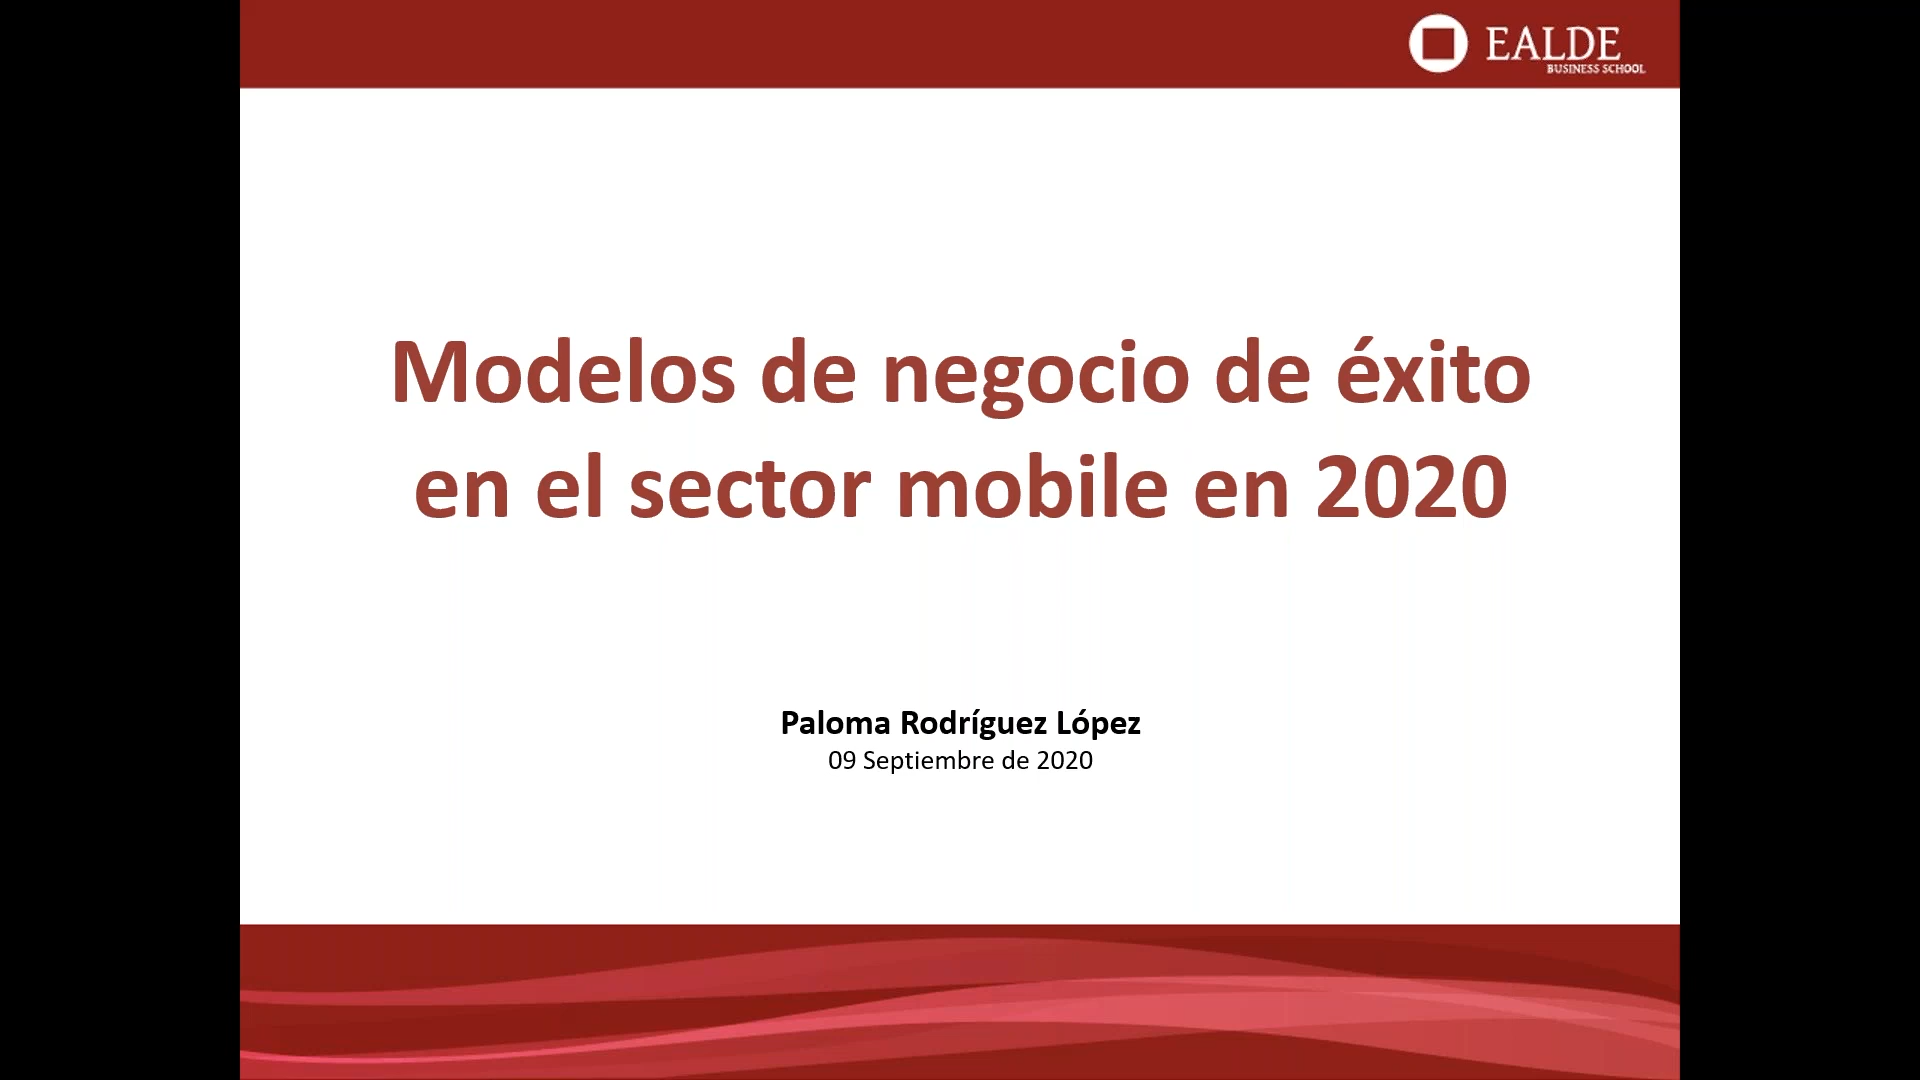 EALDE
BUSINESS SCHOOL
Modelos de negocio de éxito
en el sector mobile en 2020
Paloma Rodríguez López
09 Septiembre de 2020